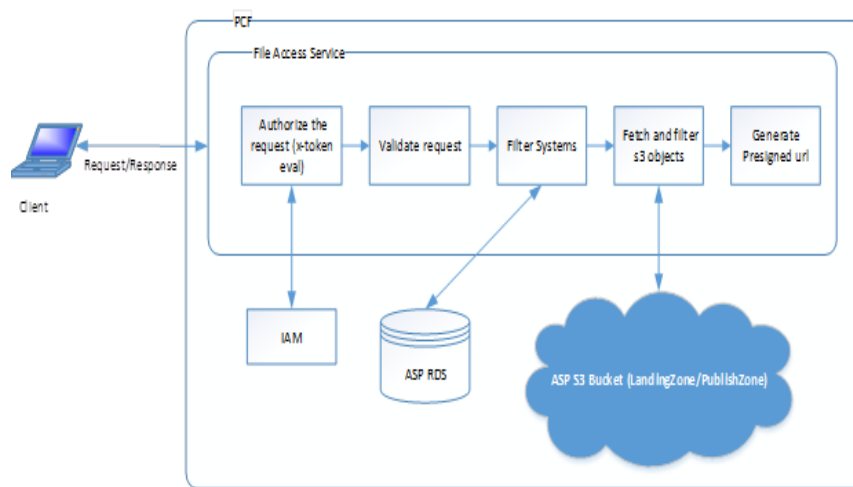 PCF
File Access Service
Authorize the
request (x-token
eval)
Validate request
Filter Systems
Fetch and filter
s3 objects
Generate
Presigned url
Request/Response
Client
IAM
ASP RDS
ASP S3 Bucket (LandingZone/PublishZone)